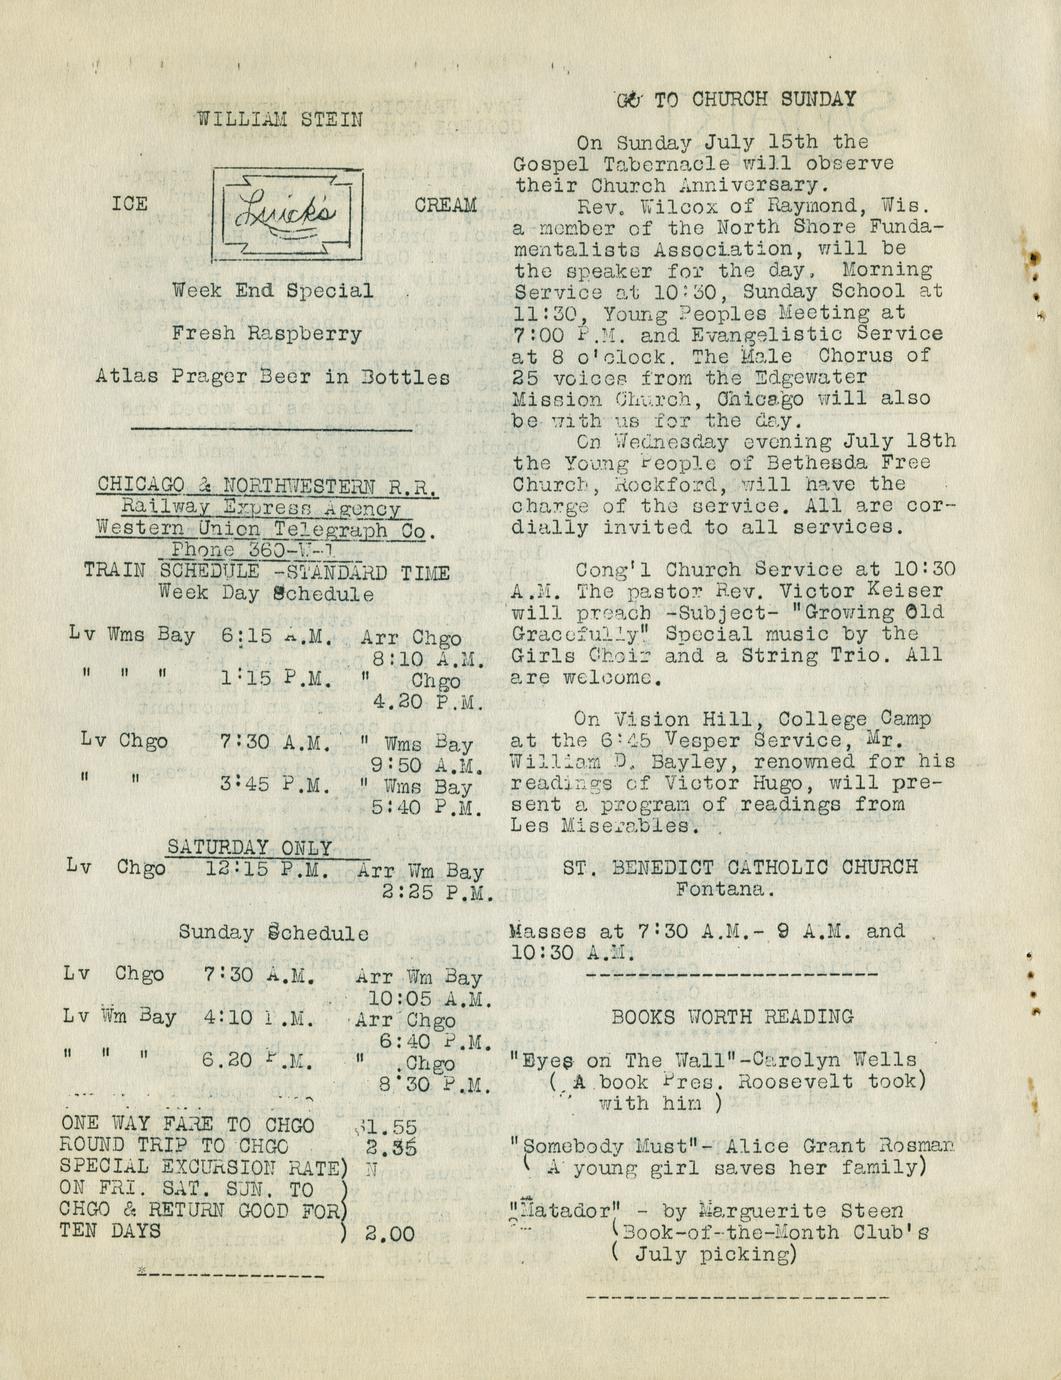 WILLIAM STEIN
ICE Luick's CREAM
Week End Special
Fresh Raspberry
Atlas Prager Beer in Bottles
CHICAGO & NORTHWESTERN R.R.
Railway Express Agency
Western Union Telegraph Co.
Phone 360-W-1
TRAIN SCHEDULE -STANDARD TIME
Week Day Schedule
Lv Wms Bay 6:15 A.M. Arr Chgo
8:10 A.M.
" " " 1:15 P.M. " Chgo
4.20 P.M.
Lv Chgo 7:30 A.M. " Wms Bay
9:50 A.M.
" " 3:45 P.M. " Wms Bay
5:40 P.M.
SATURDAY ONLY
Lv Chgo 12:15 P.M. Arr Wm Bay
2:25 P.M.
Sunday Schedule
Lv Chgo 7:30 A.M. Arr Wm Bay
10:05 A.M.
Lv Wm Bay 4:10 P.M. Arr Chgo
6:40 P.M.
" " " 6.20 P.M. " Chgo
8:30 P.M.
ONE WAY FARE TO CHGO $1.55
ROUND TRIP TO CHGO 2.35
SPECIAL EXCURSION RATE)
ON FRI. SAT. SUN. TO )
CHGO & RETURN GOOD FOR)
TEN DAYS ) 2.00
GO TO CHURCH SUNDAY
On Sunday July 15th the
Gospel Tabernacle will observe
their Church Anniversary.
Rev. Wilcox of Raymond, Wis.
a member of the North Shore Funda-
mentalists Association, will be
the speaker for the day. Morning
Service at 10:30, Sunday School at
11:30, Young Peoples Meeting at
7:00 P.M. and Evangelistic Service
at 8 o'clock. The Male Chorus of
25 voices from the Edgewater
Mission Church, Chicago will also
be with us for the day.
On Wednesday evening July 18th
the Young People of Bethesda Free
Church, Rockford, will have the
charge of the service. All are cor-
dially invited to all services.
Cong'l Church Service at 10:30
A.M. The pastor Rev. Victor Keiser
will preach -Subject- "Growing Old
Gracefully" Special music by the
Girls Choir and a String Trio. All
are welcome.
On Vision Hill, College Camp
at the 6:45 Vesper Service, Mr.
William D. Bayley, renowned for his
readings of Victor Hugo, will pre-
sent a program of readings from
Les Miserables.
ST. BENEDICT CATHOLIC CHURCH
Fontana.
Masses at 7:30 A.M.- 9 A.M. and
10:30 A.M.
BOOKS WORTH READING
"Eyes on The Wall"-Carolyn Wells
( A book Pres. Roosevelt took)
with him )
"Somebody Must"- Alice Grant Rosman
( A young girl saves her family)
"Matador" - by Marguerite Steen
(Book-of-the-Month Club's
( July picking)